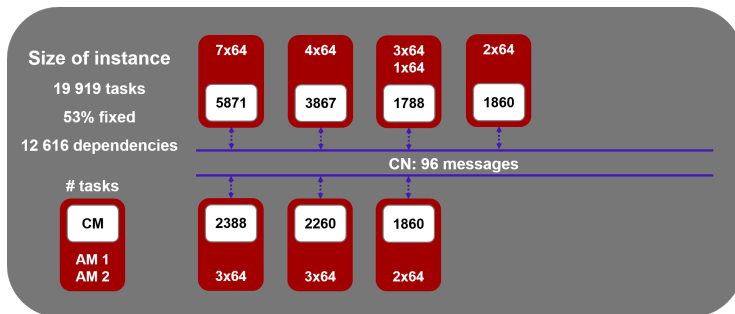 Size of instance
19 919 tasks
53% fixed
12 616 dependencies
7x64
5871
4x64
3867
3x64
1x64
1788
2x64
1860
CN: 96 messages
# tasks
CM
AM 1
AM 2
2388
3x64
2260
3x64
1860
2x64